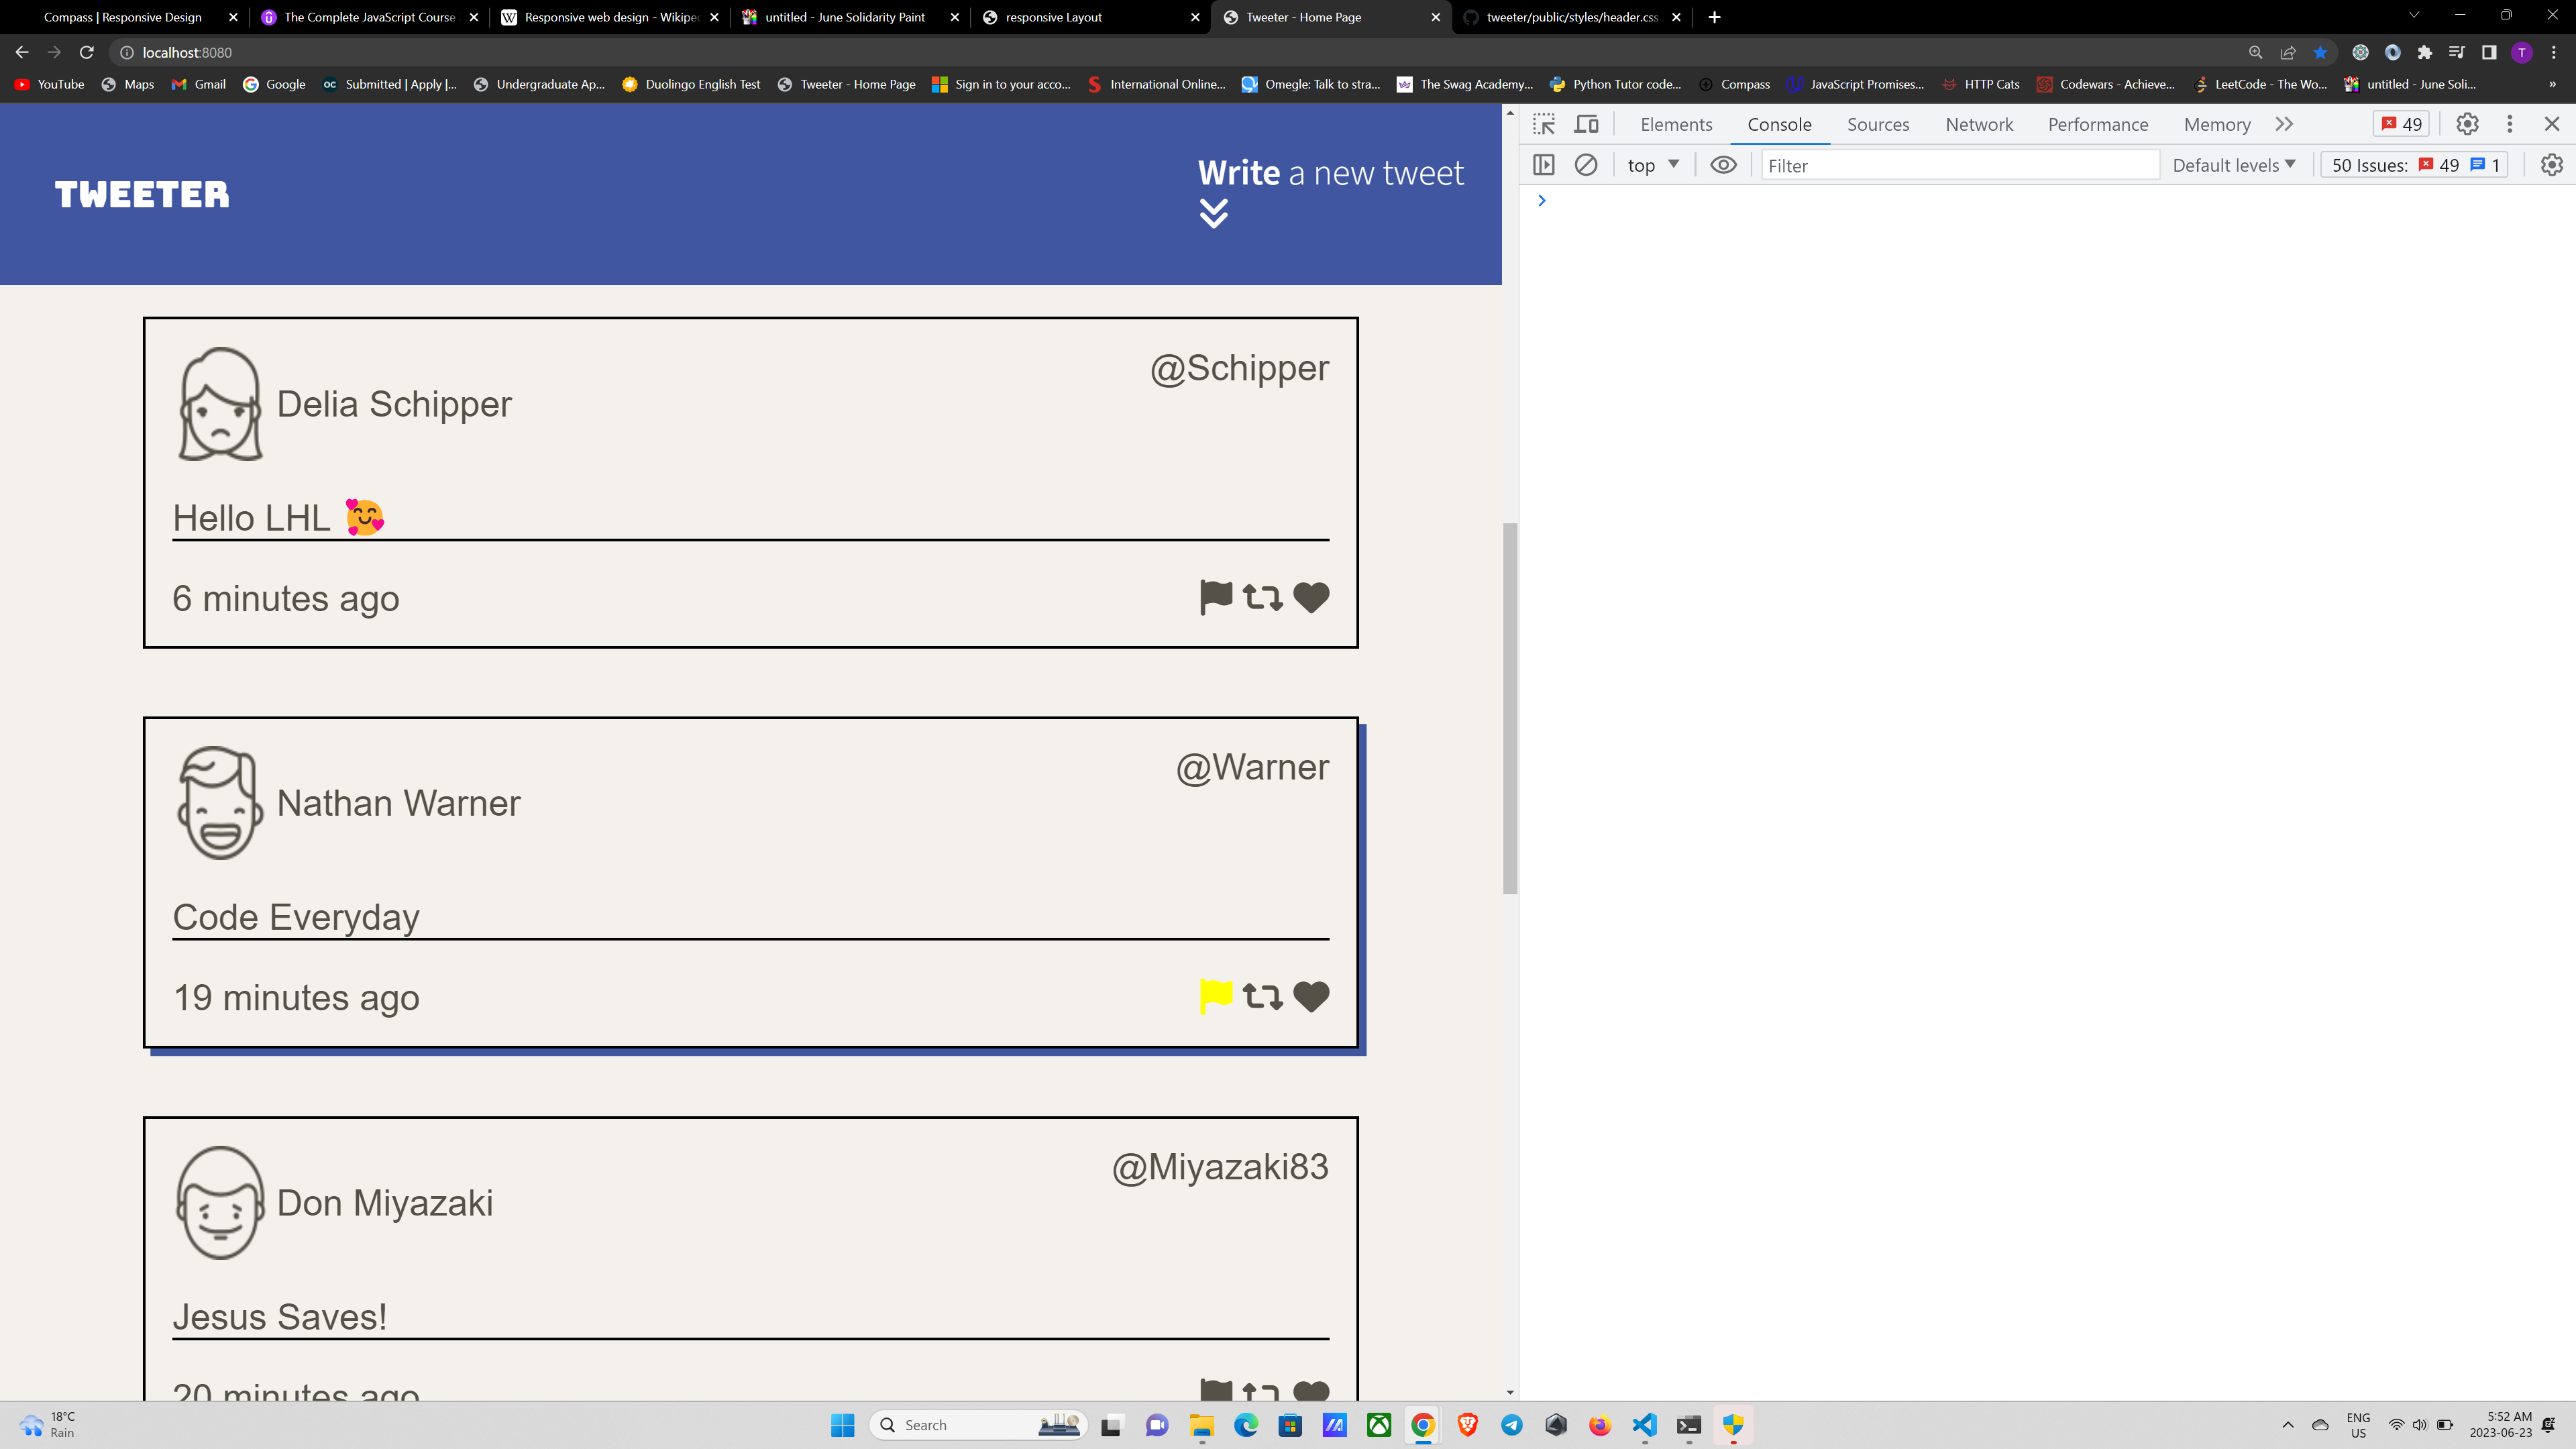 Compass | Responsive Design
The Complete JavaScript Course
Responsive web design - Wikipe
untitled - June Solidarity Paint
responsive Layout
Tweeter - Home Page
tweeter/public/styles/header.css
localhost:8080
T
YouTube
Maps
Gmail
Google
Submitted | Apply |...
Undergraduate Ap...
Duolingo English Test
Tweeter - Home Page
Sign in to your acco...
International Online...
Omegle: Talk to stra...
The Swag Academy...
Python Tutor code...
Compass
JavaScript Promises...
HTTP Cats
Codewars - Achieve...
LeetCode - The Wo...
untitled - June Soli...
»
TWEETER
Write a new tweet
Delia Schipper
@Schipper
Hello LHL 🥰
6 minutes ago
Nathan Warner
@Warner
Code Everyday
19 minutes ago
Don Miyazaki
@Miyazaki83
Jesus Saves!
20 minutes ago
Elements
Console
Sources
Network
Performance
Memory
49
top
Filter
Default levels
50 Issues: 49 1
18°C
Rain
Search
ENG
US
5:52 AM
2023-06-23